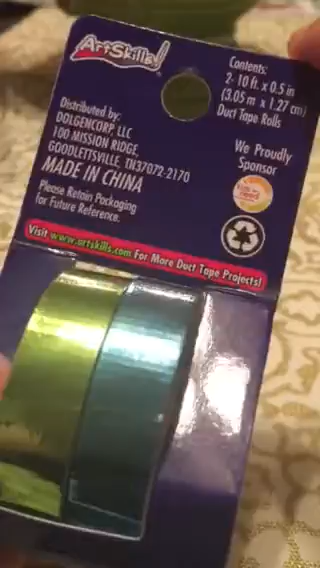 ArtSkills!
Contents:
2- 10 ft. x 0.5 in
(3.05 m x 1.27 cm)
Duct Tape Rolls
Distributed by:
DOLGENCORP, LLC
100 MISSION RIDGE
GOODLETTSVILLE, TN37072-2170
MADE IN CHINA
Please Retain Packaging
for Future Reference.
We Proudly
Sponsor
Visit www.artskills.com For More Duct Tape Projects!